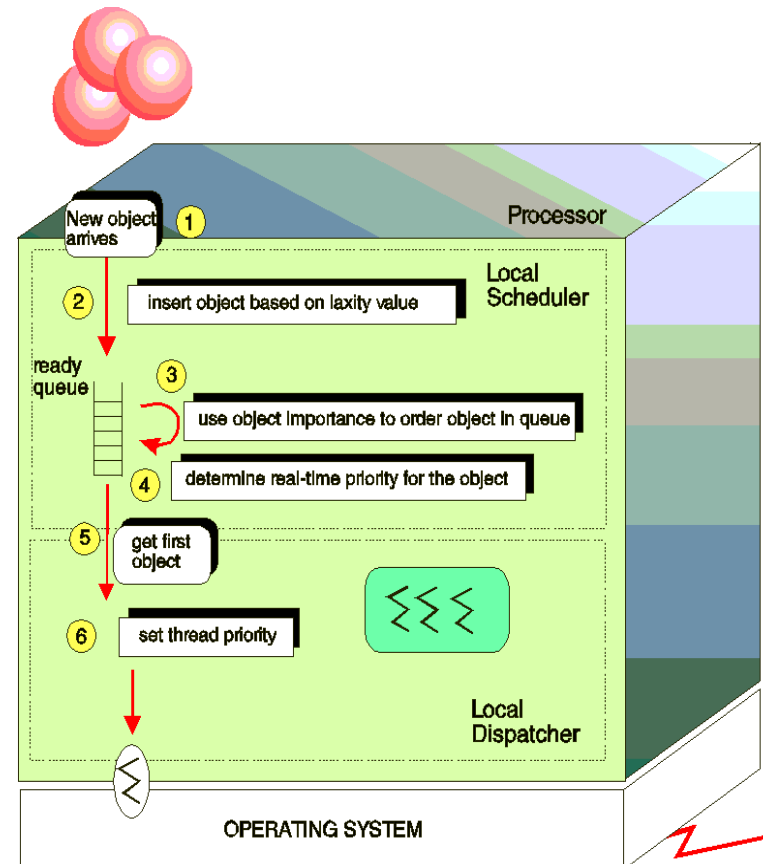 Processor
New object
arrives
1
Local
Scheduler
2
insert object based on laxity value
ready
queue
3
use object importance to order object in queue
4
determine real-time priority for the object
5
get first
object
6
set thread priority
Local
Dispatcher
OPERATING SYSTEM